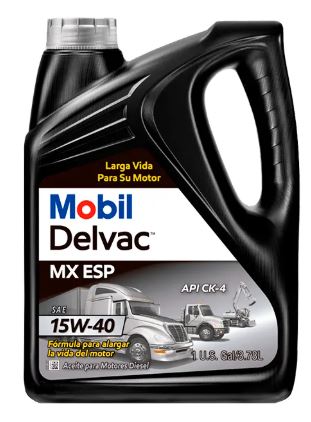 Larga Vida
Para Su Motor
Mobil
Delvac™
MX ESP
API CK-4
SAE
15W-40
Fórmula para alargar
la vida del motor
Aceite para Motores Diesel
1 U.S. Gal/3.78L